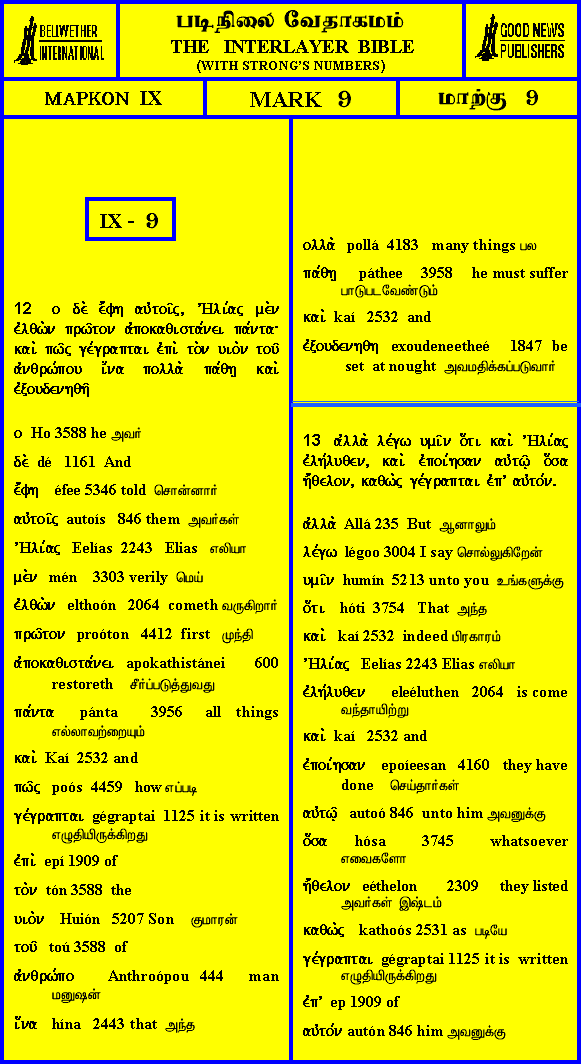 BELLWETHER
INTERNATIONAL
படிநிலை வேதாகமம்
THE INTERLAYER BIBLE
(WITH STRONG'S NUMBERS)
GOOD NEWS
PUBLISHERS
ΜΑΡΚΟΝ IX
MARK 9
மாற்கு 9
IX - 9
12 ο δὲ ἔφη αὐτοῖς, Ἠλίας μὲν
ἐλθὼν πρῶτον ἀποκαθιστάνει πάντα·
καὶ πῶς γέγραπται ἐπὶ τὸν υιὸν τοῦ
ἀνθρώπου ἵνα πολλὰ πάθῃ καὶ
ἐξουδενηθῇ
ο Ho 3588 he அவர்
δὲ dé 1161 And
ἔφη éfee 5346 told சொன்னார்
αὐτοῖς autoís 846 them அவர்கள்
Ἠλίας Eelías 2243 Elias எலியா
μὲν mén 3303 verily மெய்
ἐλθὼν elthoón 2064 cometh வருகிறார்
πρῶτον proóton 4412 first முந்தி
ἀποκαθιστάνει apokathistánei 600
restoreth சீர்ப்படுத்துவது
πάντα pánta 3956 all things
எல்லாவற்றையும்
καὶ Kaí 2532 and
πῶς poós 4459 how எப்படி
γέγραπται gégraptai 1125 it is written
எழுதியிருக்கிறது
ἐπὶ epí 1909 of
τὸν tón 3588 the
υιὸν Huión 5207 Son குமாரன்
τοῦ toú 3588 of
ἀνθρώπο Anthroópou 444 man
மனுஷன்
ἵνα hína 2443 that அந்த
ολλὰ pollá 4183 many things பல
πάθῃ páthee 3958 he must suffer
பாடுபடவேண்டும்
καὶ kaí 2532 and
ἐξουδενηθη exoudeneetheé 1847 be
set at nought அவமதிக்கப்படுவார்
13 ἀλλὰ λέγω υμῖν ὅτι καὶ Ἠλίας
ἐλήλυθεν, καὶ ἐποίησαν αὐτῷ ὅσα
ἤθελον, καθὼς γέγραπται ἐπ' αὐτόν.
ἀλλὰ Allá 235 But ஆனாலும்
λέγω légoo 3004 I say சொல்லுகிறேன்
υμῖν humín 5213 unto you உங்களுக்கு
ὅτι hóti 3754 That அந்த
καὶ kaí 2532 indeed பிரகாரம்
Ἠλίας Eelías 2243 Elias எலியா
ἐλήλυθεν eleéluthen 2064 is come
வந்தாயிற்று
καὶ kaí 2532 and
ἐποίησαν epoíeesan 4160 they have
done செய்தார்கள்
αὐτῷ autoó 846 unto him அவனுக்கு
ὅσα hósa 3745 whatsoever
எவைகளோ
ἤθελον eéthelon 2309 they listed
அவர்கள் இஷ்டம்
καθὼς kathoós 2531 as படியே
γέγραπται gégraptai 1125 it is written
எழுதியிருக்கிறது
ἐπ' ep 1909 of
αὐτόν autón 846 him அவனுக்கு